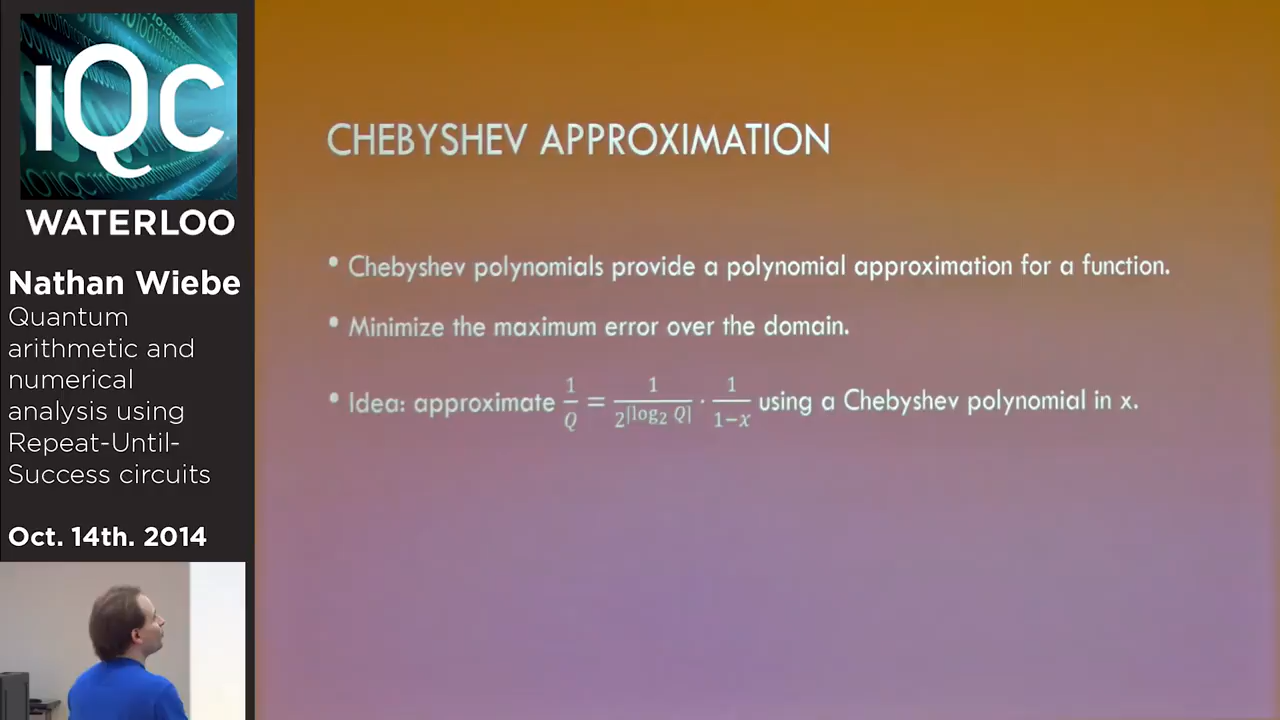 IQC
WATERLOO
Nathan Wiebe
Quantum
arithmetic and
numerical
analysis using
Repeat-Until-
Success circuits
Oct. 14th. 2014
CHEBYSHEV APPROXIMATION
• Chebyshev polynomials provide a polynomial approximation for a function.
• Minimize the maximum error over the domain.
• Idea: approximate 1/Q = 1/2^⌈log₂ Q⌉ · 1/(1−x) using a Chebyshev polynomial in x.